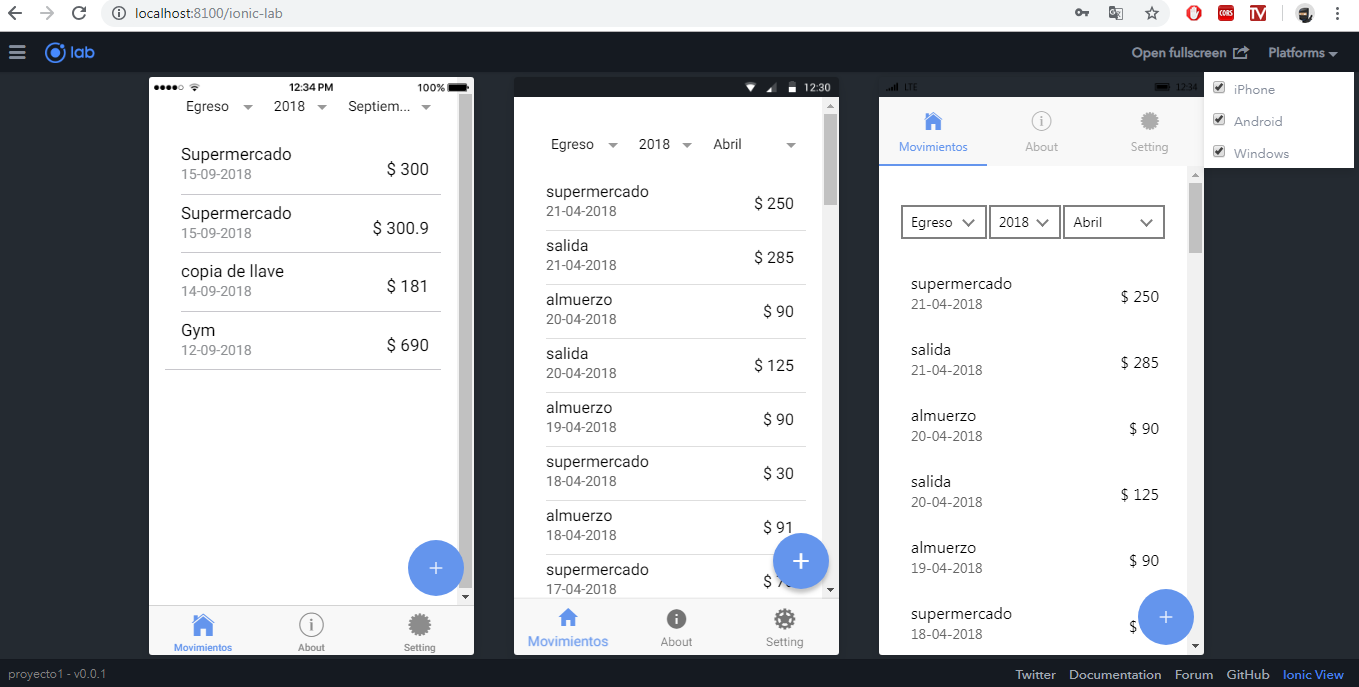 localhost:8100/ionic-lab
CORS
TV
lab
Open fullscreen
Platforms
iPhone
Android
Windows
12:34 PM
100%
Egreso
2018
Septiem...
Supermercado
15-09-2018
$ 300
Supermercado
15-09-2018
$ 300.9
copia de llave
14-09-2018
$ 181
Gym
12-09-2018
$ 690
+
Movimientos
About
Setting
12:30
Egreso
2018
Abril
supermercado
21-04-2018
$ 250
salida
21-04-2018
$ 285
almuerzo
20-04-2018
$ 90
salida
20-04-2018
$ 125
almuerzo
19-04-2018
$ 90
supermercado
18-04-2018
$ 30
almuerzo
18-04-2018
$ 91
supermercado
17-04-2018
$
+
Movimientos
About
Setting
LTE
12:34
Movimientos
About
Setting
Egreso
2018
Abril
supermercado
21-04-2018
$ 250
salida
21-04-2018
$ 285
almuerzo
20-04-2018
$ 90
salida
20-04-2018
$ 125
almuerzo
19-04-2018
$ 90
supermercado
18-04-2018
$
+
proyecto1 - v0.0.1
Twitter
Documentation
Forum
GitHub
Ionic View